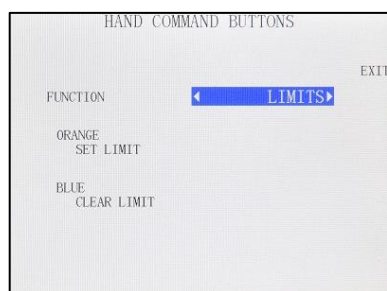 HAND COMMAND BUTTONS
EXIT
FUNCTION LIMITS
ORANGE
SET LIMIT
BLUE
CLEAR LIMIT